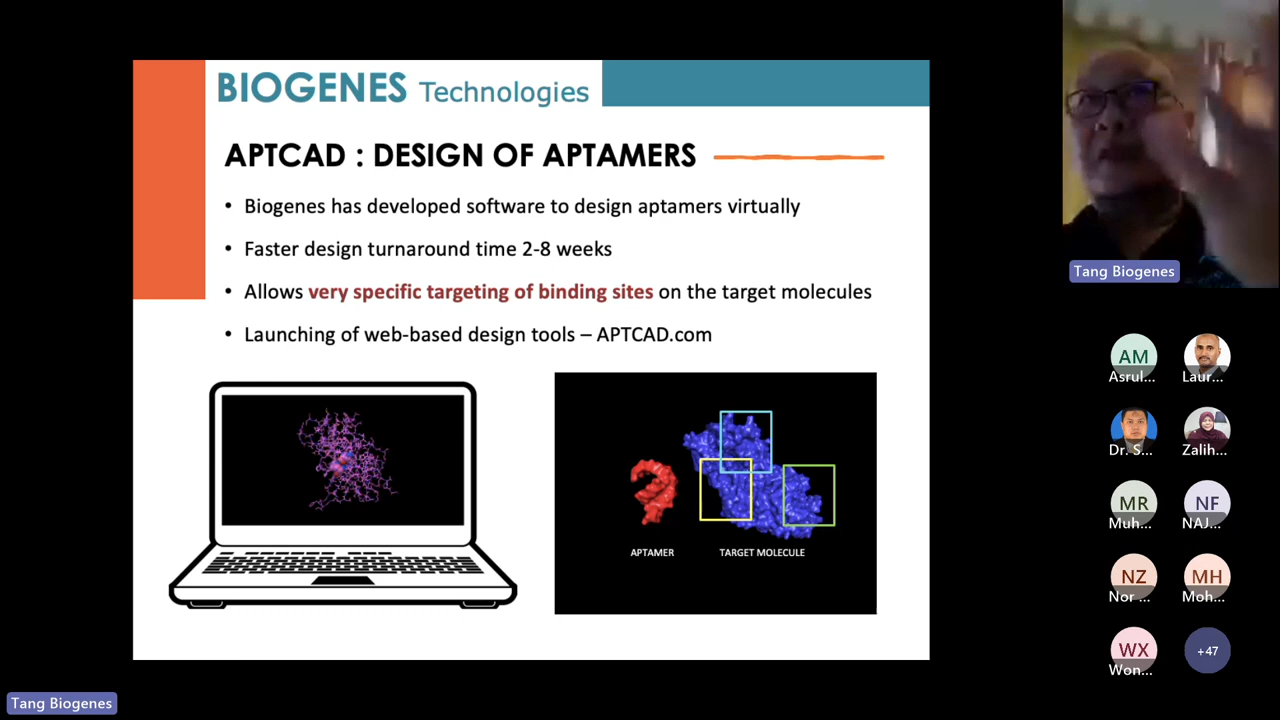 BIOGENES Technologies
APTCAD : DESIGN OF APTAMERS
• Biogenes has developed software to design aptamers virtually
• Faster design turnaround time 2-8 weeks
• Allows very specific targeting of binding sites on the target molecules
• Launching of web-based design tools – APTCAD.com
APTAMER
TARGET MOLECULE
Tang Biogenes
AM
Asrul...
Laur...
Dr. S...
Zalih...
MR
Muh...
NF
NAJ...
NZ
Nor ...
MH
Moh...
WX
Won...
+47
Tang Biogenes